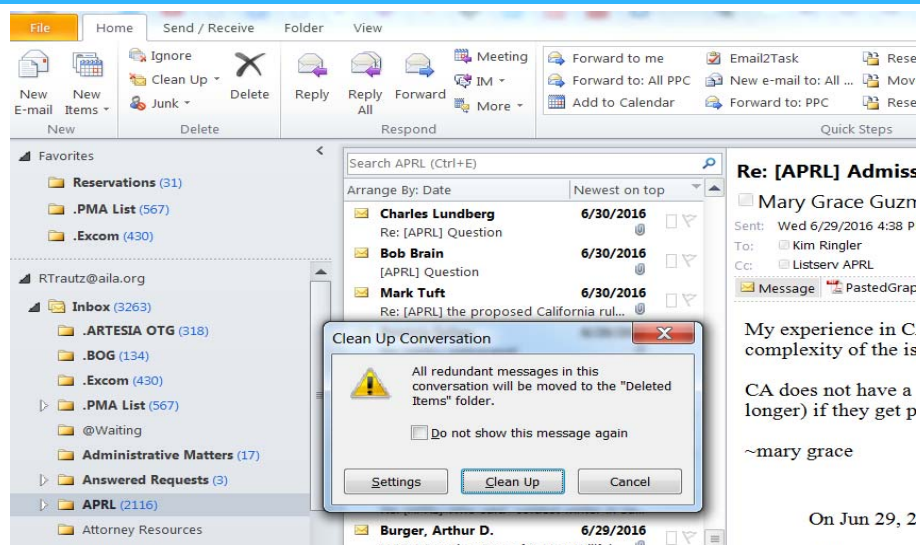 File Home Send / Receive Folder View
New E-mail
New Items
New
Ignore
Clean Up
Junk
Delete
Delete
Reply
Reply All
Forward
Meeting
IM
More
Respond
Forward to me
Forward to: All PPC
Add to Calendar
Email2Task
New e-mail to: All ...
Forward to: PPC
Rese
Mov
Rese
Quick Steps
Favorites
Reservations (31)
.PMA List (567)
.Excom (430)
RTrautz@aila.org
Inbox (3263)
.ARTESIA OTG (318)
.BOG (134)
.Excom (430)
.PMA List (567)
@Waiting
Administrative Matters (17)
Answered Requests (3)
APRL (2116)
Attorney Resources
Search APRL (Ctrl+E)
Arrange By: Date Newest on top
Charles Lundberg 6/30/2016
Re: [APRL] Question
Bob Brain 6/30/2016
[APRL] Question
Mark Tuft 6/30/2016
Re: [APRL] the proposed California rul...
Clean Up Conversation
All redundant messages in this
conversation will be moved to the "Deleted
Items" folder.
Do not show this message again
Settings Clean Up Cancel
Burger, Arthur D. 6/29/2016
Re: [APRL] Admiss
Mary Grace Guzm
Sent: Wed 6/29/2016 4:38 P
To: Kim Ringler
Cc: Listserv APRL
Message PastedGrap
My experience in C
complexity of the is
CA does not have a
longer) if they get p
~mary grace
On Jun 29, 2